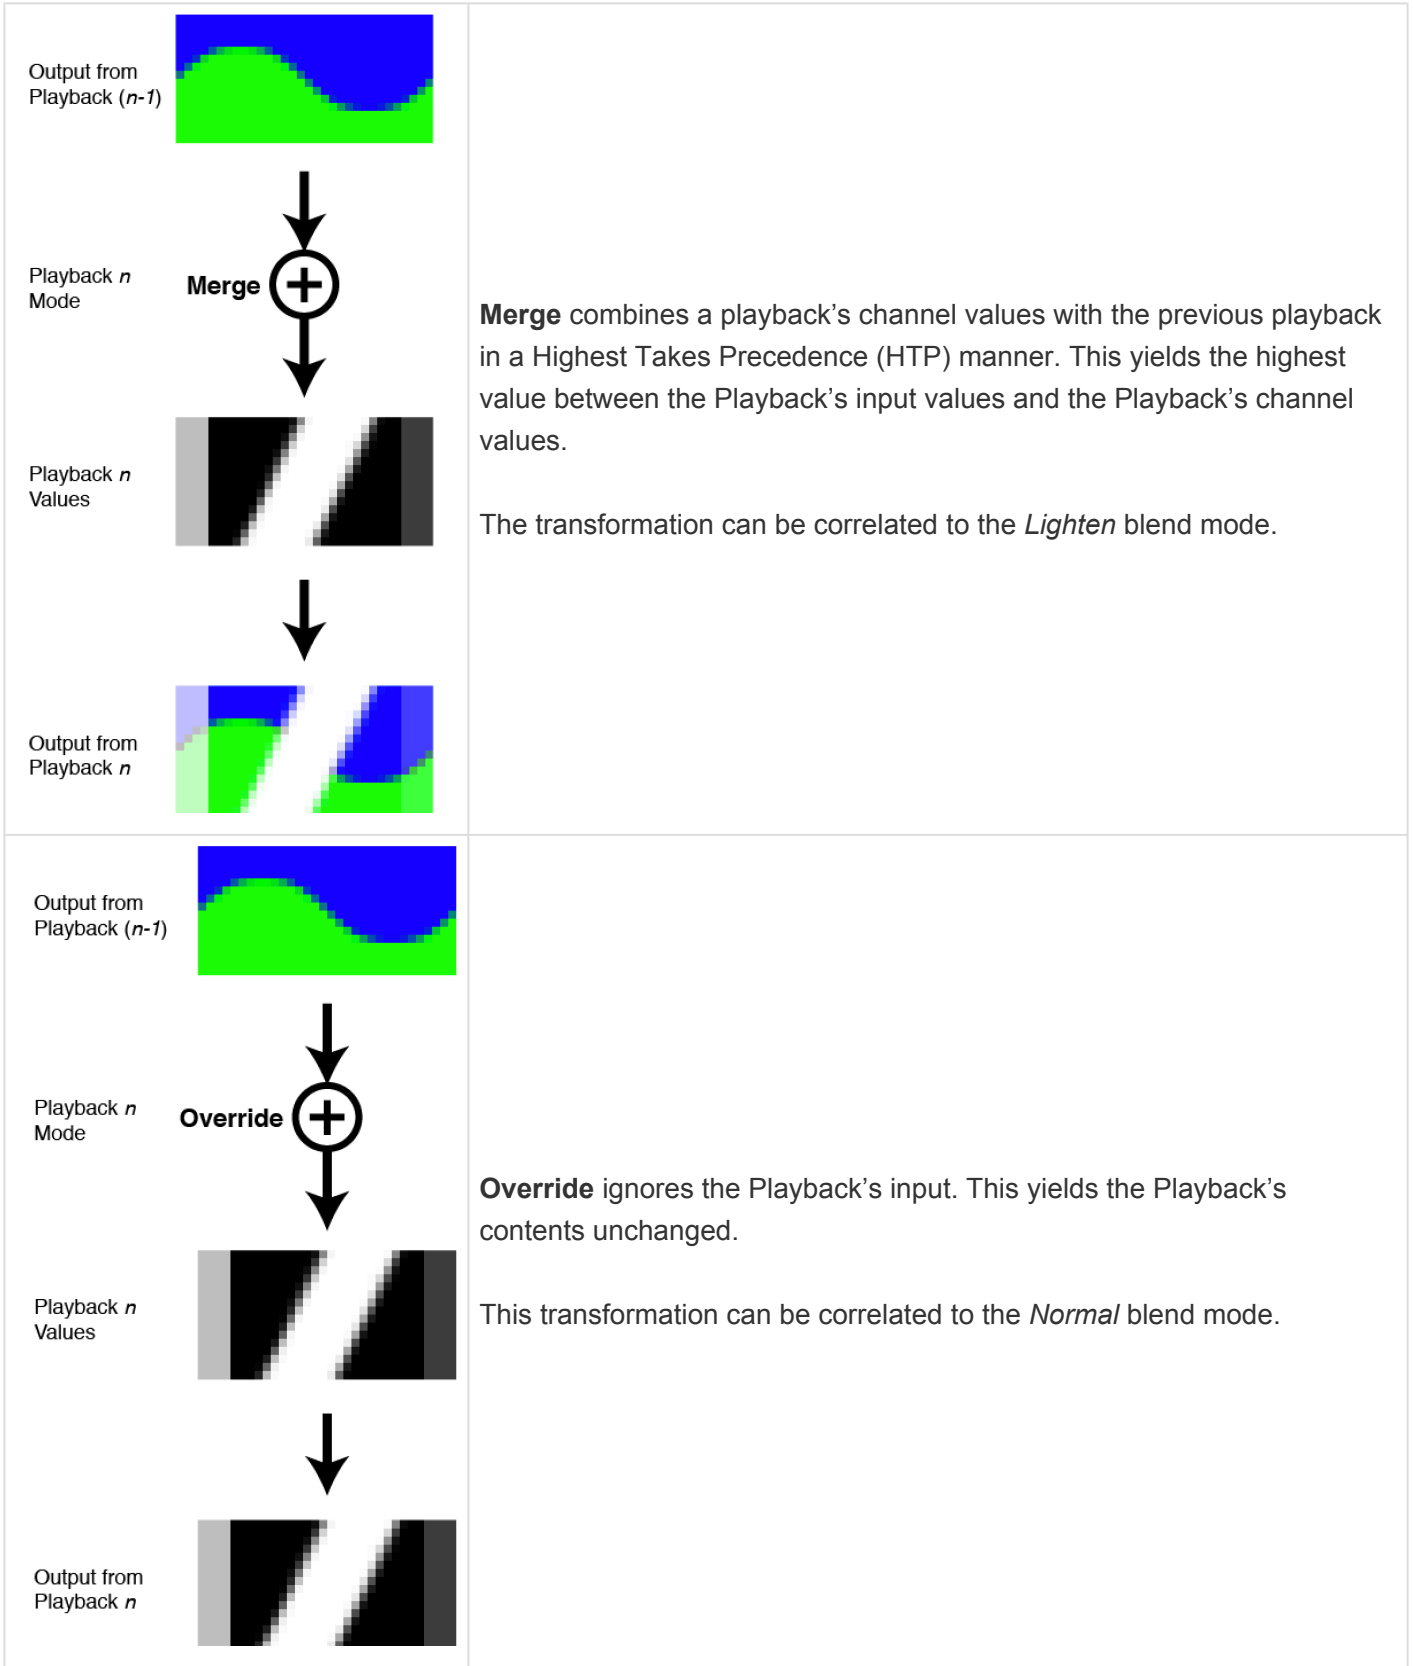 Output from
Playback (n-1)
Playback n
Mode
Merge
Playback n
Values
Output from
Playback n
Merge combines a playback’s channel values with the previous playback
in a Highest Takes Precedence (HTP) manner. This yields the highest
value between the Playback’s input values and the Playback’s channel
values.
The transformation can be correlated to the Lighten blend mode.
Output from
Playback (n-1)
Playback n
Mode
Override
Playback n
Values
Output from
Playback n
Override ignores the Playback’s input. This yields the Playback’s
contents unchanged.
This transformation can be correlated to the Normal blend mode.